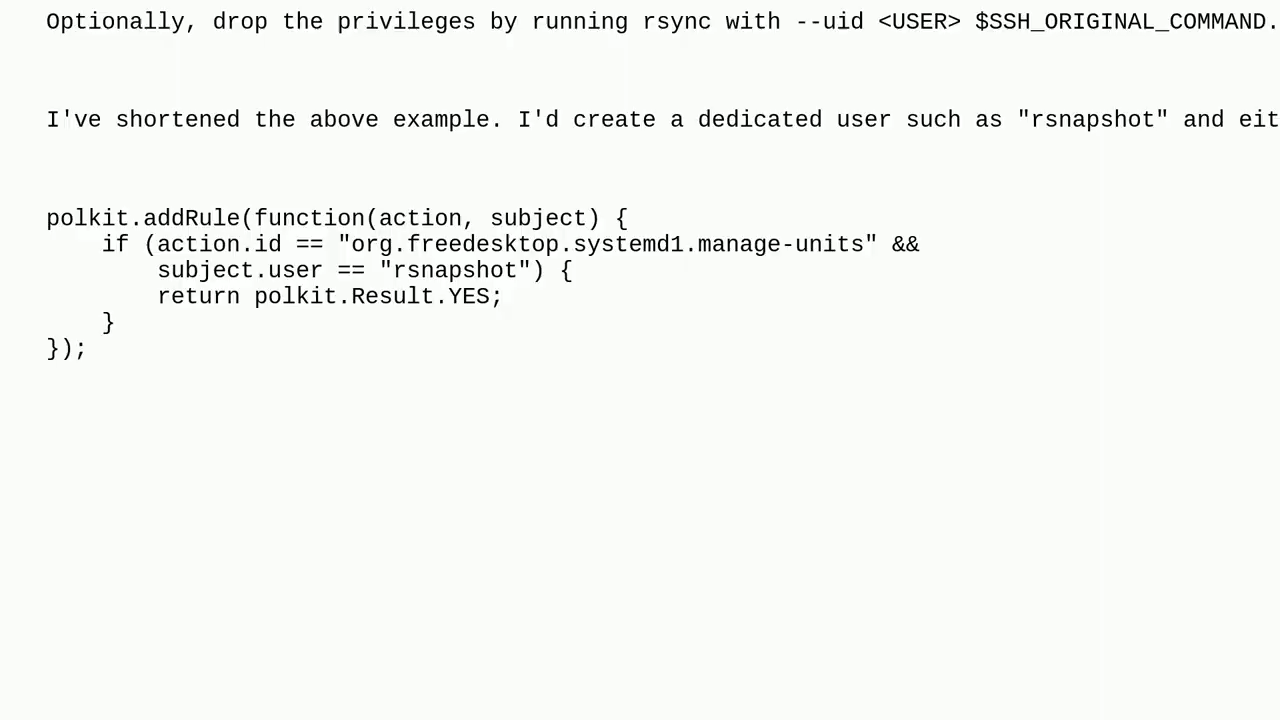 Optionally, drop the privileges by running rsync with --uid <USER> $SSH_ORIGINAL_COMMAND.
I've shortened the above example. I'd create a dedicated user such as "rsnapshot" and eit
polkit.addRule(function(action, subject) {
    if (action.id == "org.freedesktop.systemd1.manage-units" &&
        subject.user == "rsnapshot") {
        return polkit.Result.YES;
    }
});